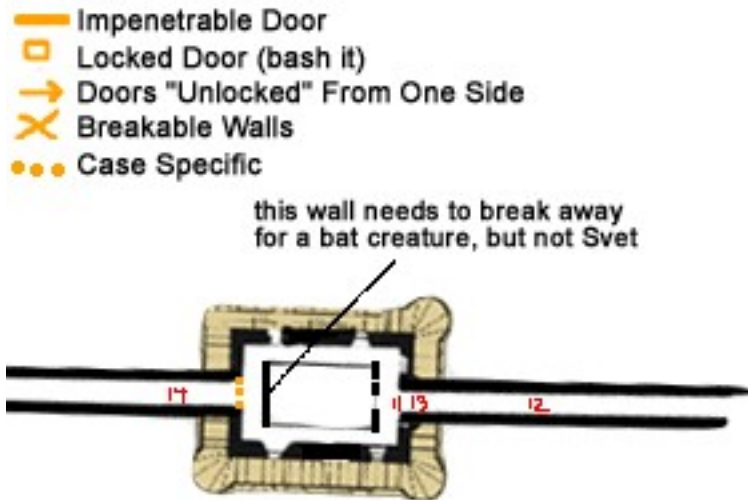 Impenetrable Door
Locked Door (bash it)
Doors "Unlocked" From One Side
Breakable Walls
Case Specific
this wall needs to break away
for a bat creature, but not Svet
14 11 13 12